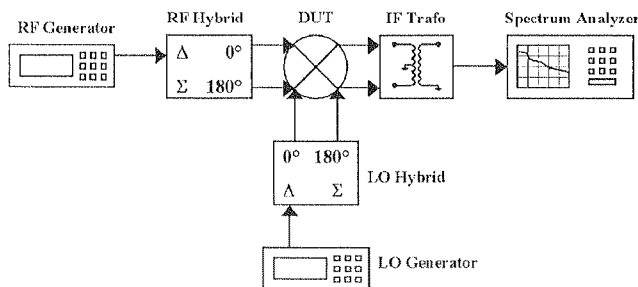 RF Generator
RF Hybrid
DUT
IF Trafo
Spectrum Analyzer
Δ 0°
Σ 180°
0° 180°
Δ Σ
LO Hybrid
LO Generator